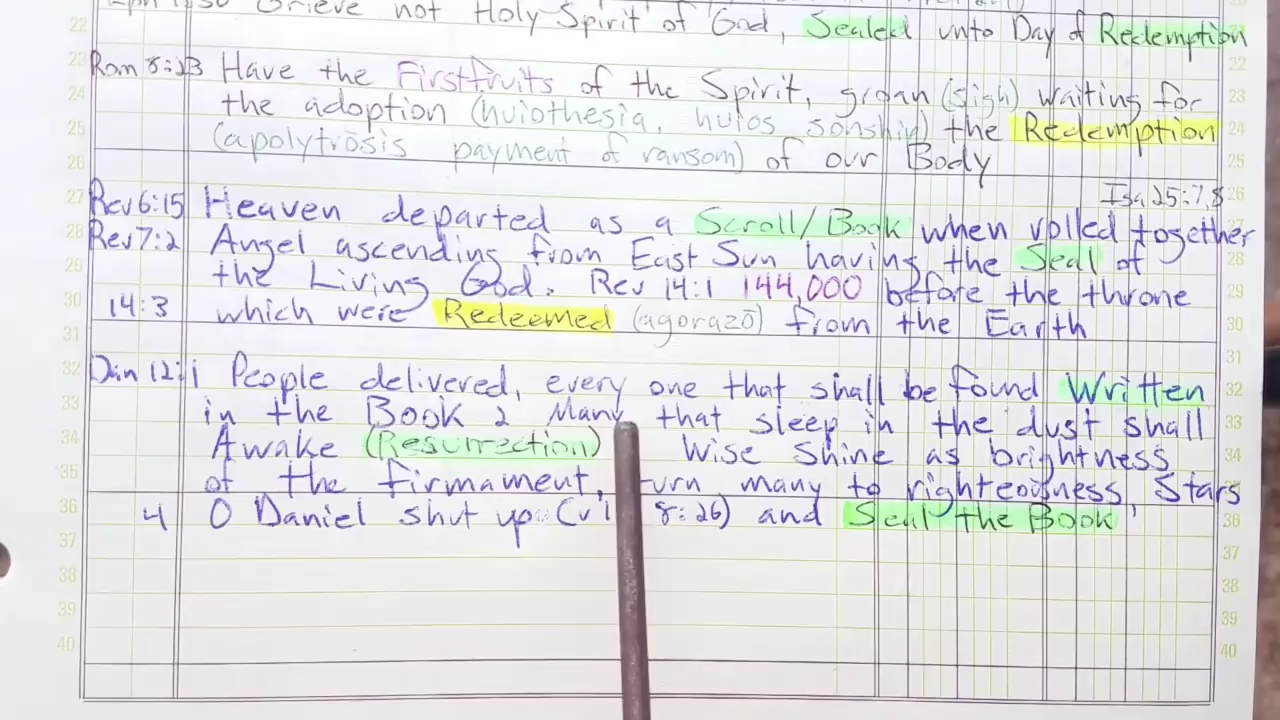 Grieve not Holy Spirit of God, Sealed unto Day of Redemption
Rom 8:23 Have the Firstfruits of the Spirit, groan (sigh) waiting for
the adoption (huiothesia, huios sonship) the Redemption
(apolytrōsis payment of ransom) of our Body
Isa 25:7,8
Rev 6:15 Heaven departed as a Scroll/Book when rolled together
Rev 7:2 Angel ascending from East Sun having the Seal of
the Living God. Rev 14:1 144,000 before the throne
14:3 which were Redeemed (agorazō) from the Earth
Dan 12:1 People delivered, every one that shall be found Written
in the Book 2 Many that sleep in the dust shall
Awake (Resurrection) Wise shine as brightness
of the firmament, turn many to righteousness, Stars
4 O Daniel shut up 8:26) and Seal the Book